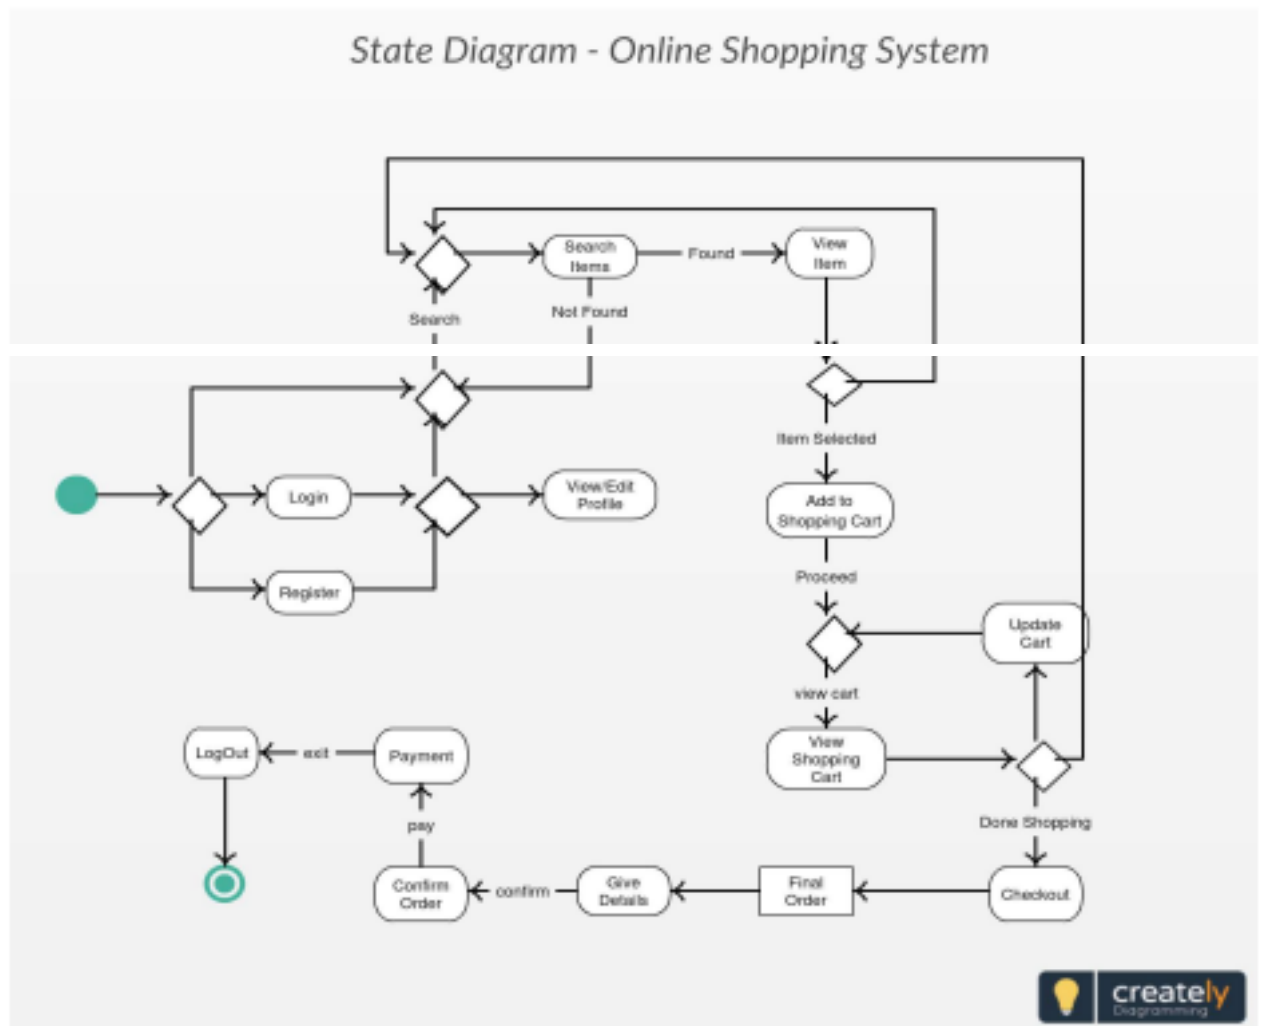 State Diagram - Online Shopping System
Search
Items
Found
View
Item
Search
Not Found
Item Selected
Login
View/Edit
Profile
Add to
Shopping Cart
Proceed
Register
Update
Cart
view cart
LogOut
exit
Payment
View
Shopping
Cart
pay
Done Shopping
Confirm
Order
confirm
Give
Details
Final
Order
Checkout
creately
Diagramming